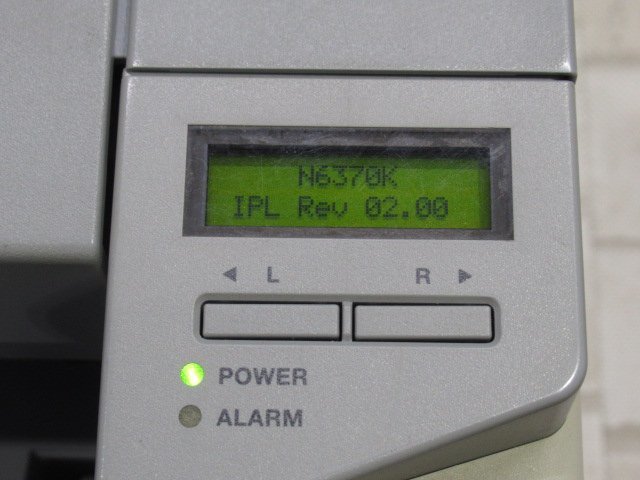 N6370K
IPL Rev 02.00
◀ L R ▶
POWER
ALARM